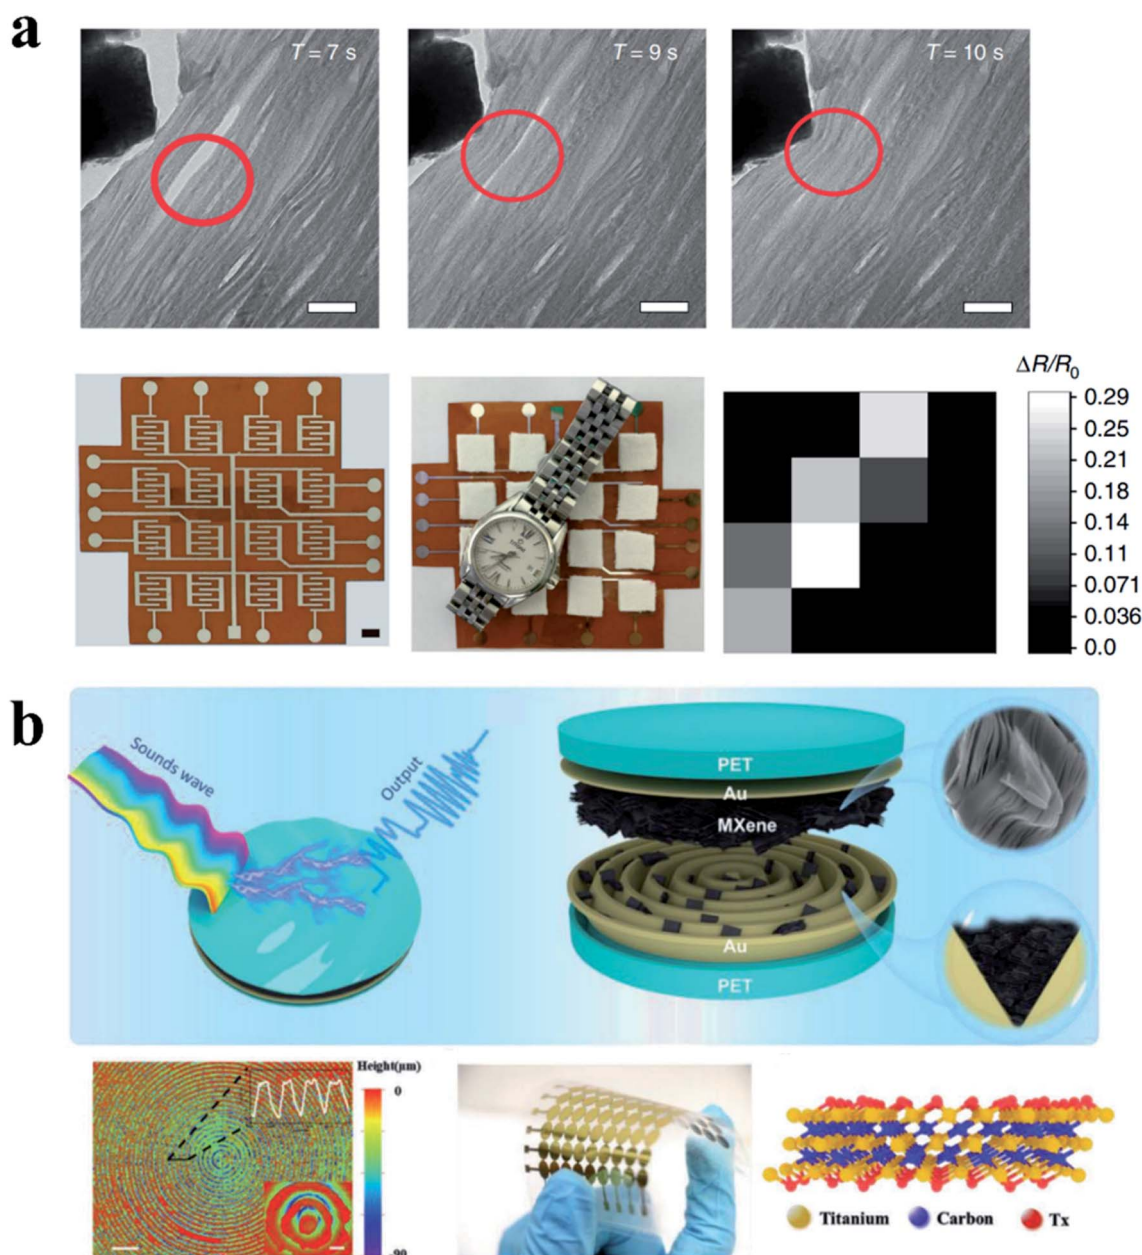 a
T = 7 s
T = 9 s
T = 10 s
ΔR/R0
0.29
0.25
0.21
0.18
0.14
0.11
0.071
0.036
0.0
b
Sounds wave
Output
PET
Au
MXene
Au
PET
Height(μm)
0
-90
Titanium
Carbon
Tx